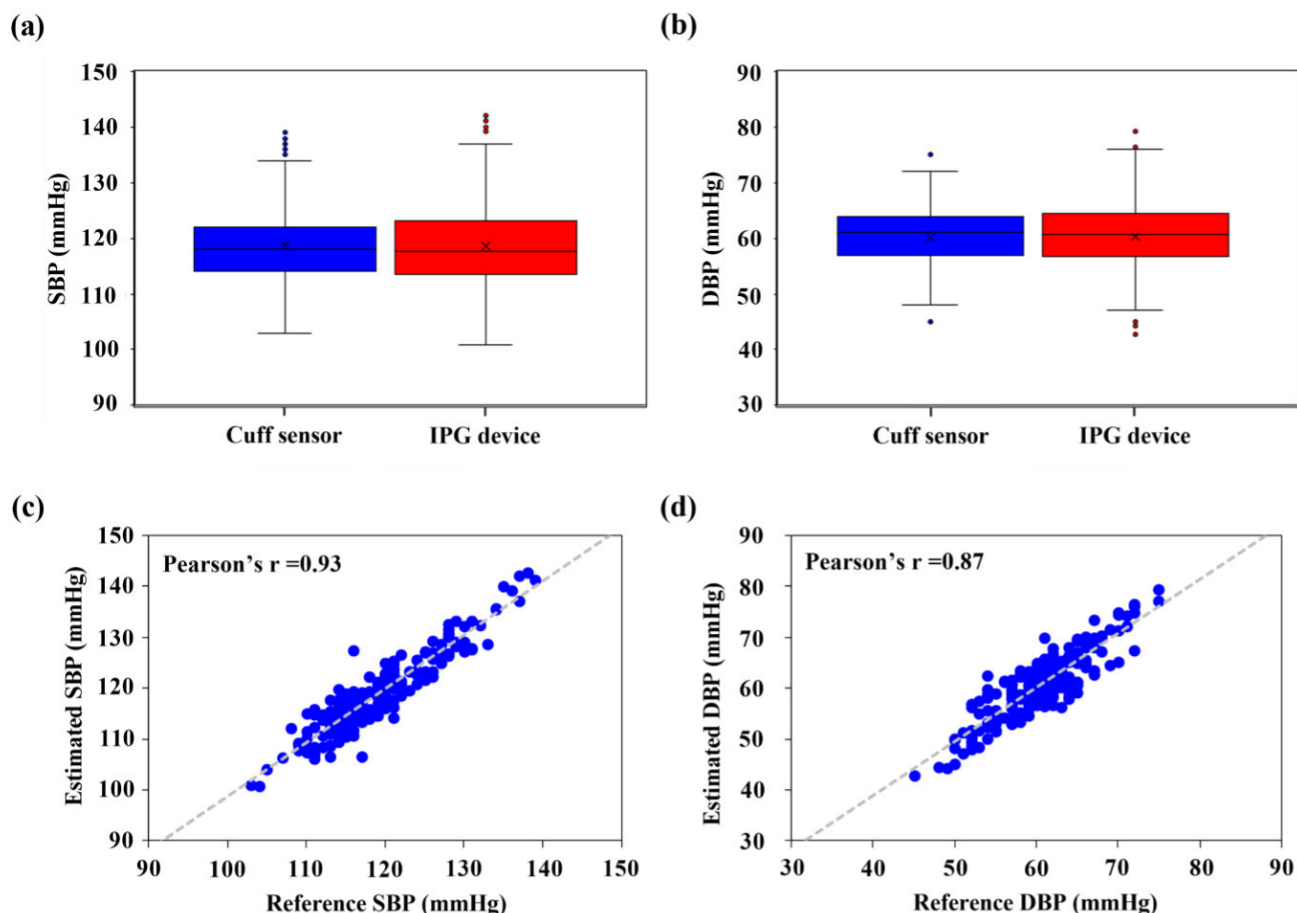 (a)
SBP (mmHg)
150
140
130
120
110
100
90
Cuff sensor
IPG device
(b)
DBP (mmHg)
90
80
70
60
50
40
30
Cuff sensor
IPG device
(c)
Estimated SBP (mmHg)
150
140
130
120
110
100
90
Pearson’s r =0.93
90 100 110 120 130 140 150
Reference SBP (mmHg)
(d)
Estimated DBP (mmHg)
90
80
70
60
50
40
30
Pearson’s r =0.87
30 40 50 60 70 80 90
Reference DBP (mmHg)